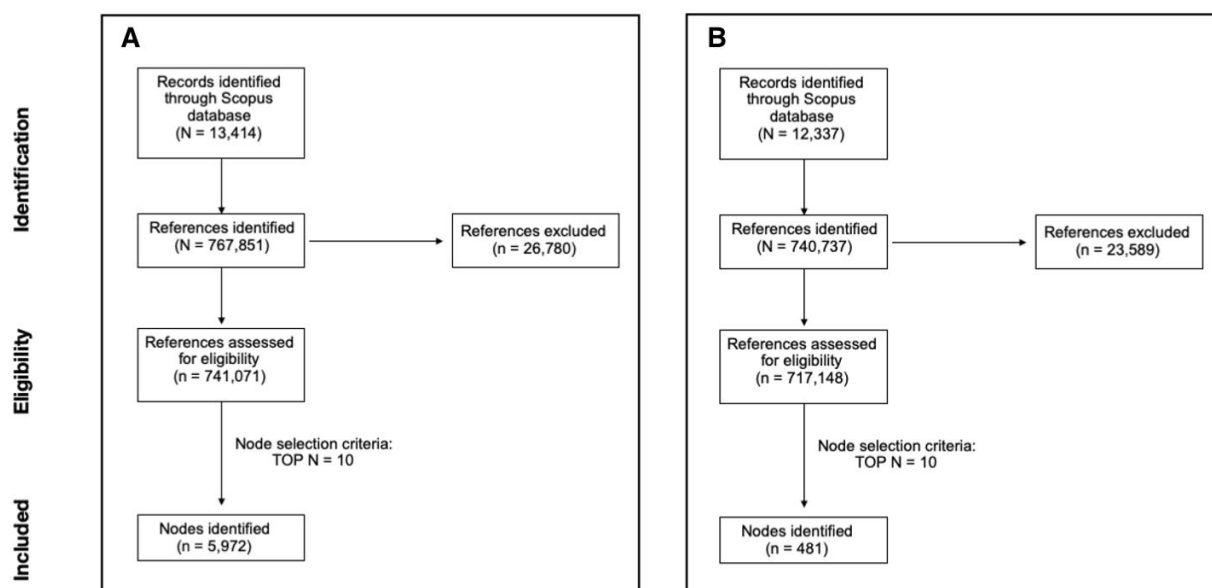 Identification
Eligibility
Included
A
Records identified
through Scopus
database
(N = 13,414)
References identified
(N = 767,851)
References excluded
(n = 26,780)
References assessed
for eligibility
(n = 741,071)
Node selection criteria:
TOP N = 10
Nodes identified
(n = 5,972)
B
Records identified
through Scopus
database
(N = 12,337)
References identified
(N 740,737)
References excluded
(n = 23,589)
References assessed
for eligibility
(n = 717,148)
Node selection criteria:
TOP N = 10
Nodes identified
(n = 481)